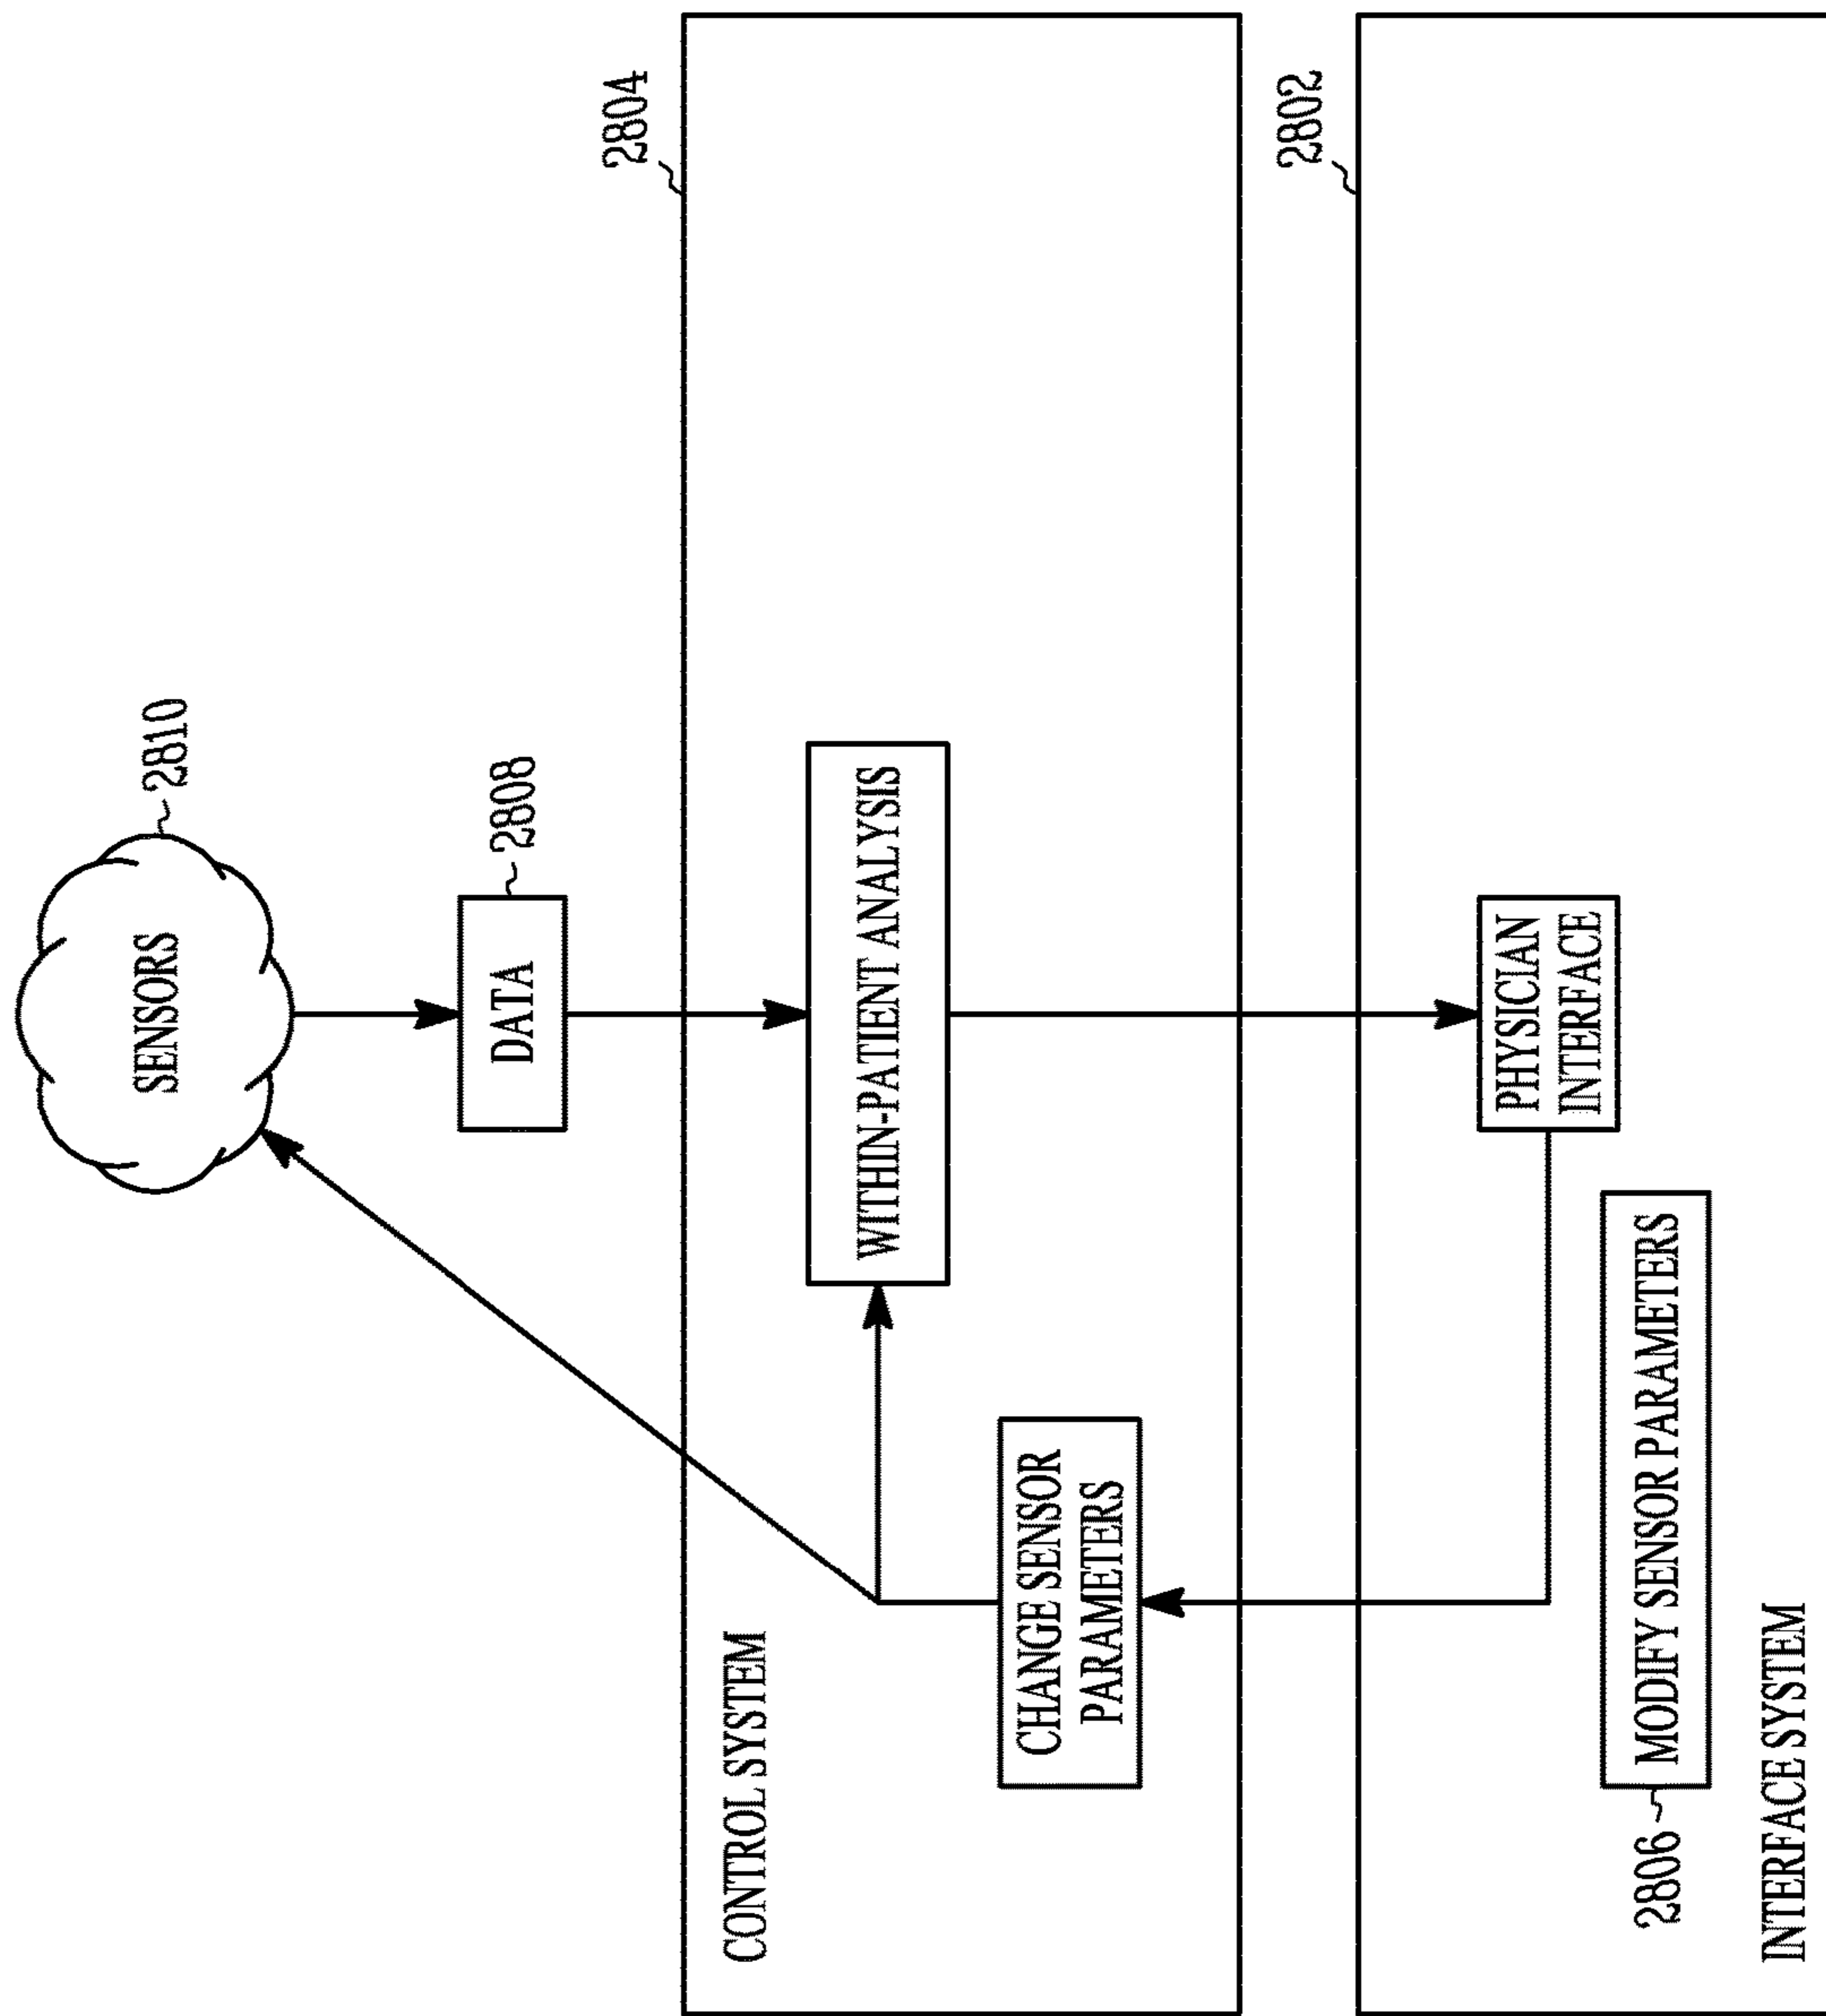 SENSORS
2810
DATA
2808
2804
CONTROL SYSTEM
WITHIN-PATIENT ANALYSIS
CHANGE SENSOR
PARAMETERS
2802
PHYSICIAN
INTERFACE
2806
MODIFY SENSOR PARAMETERS
INTERFACE SYSTEM